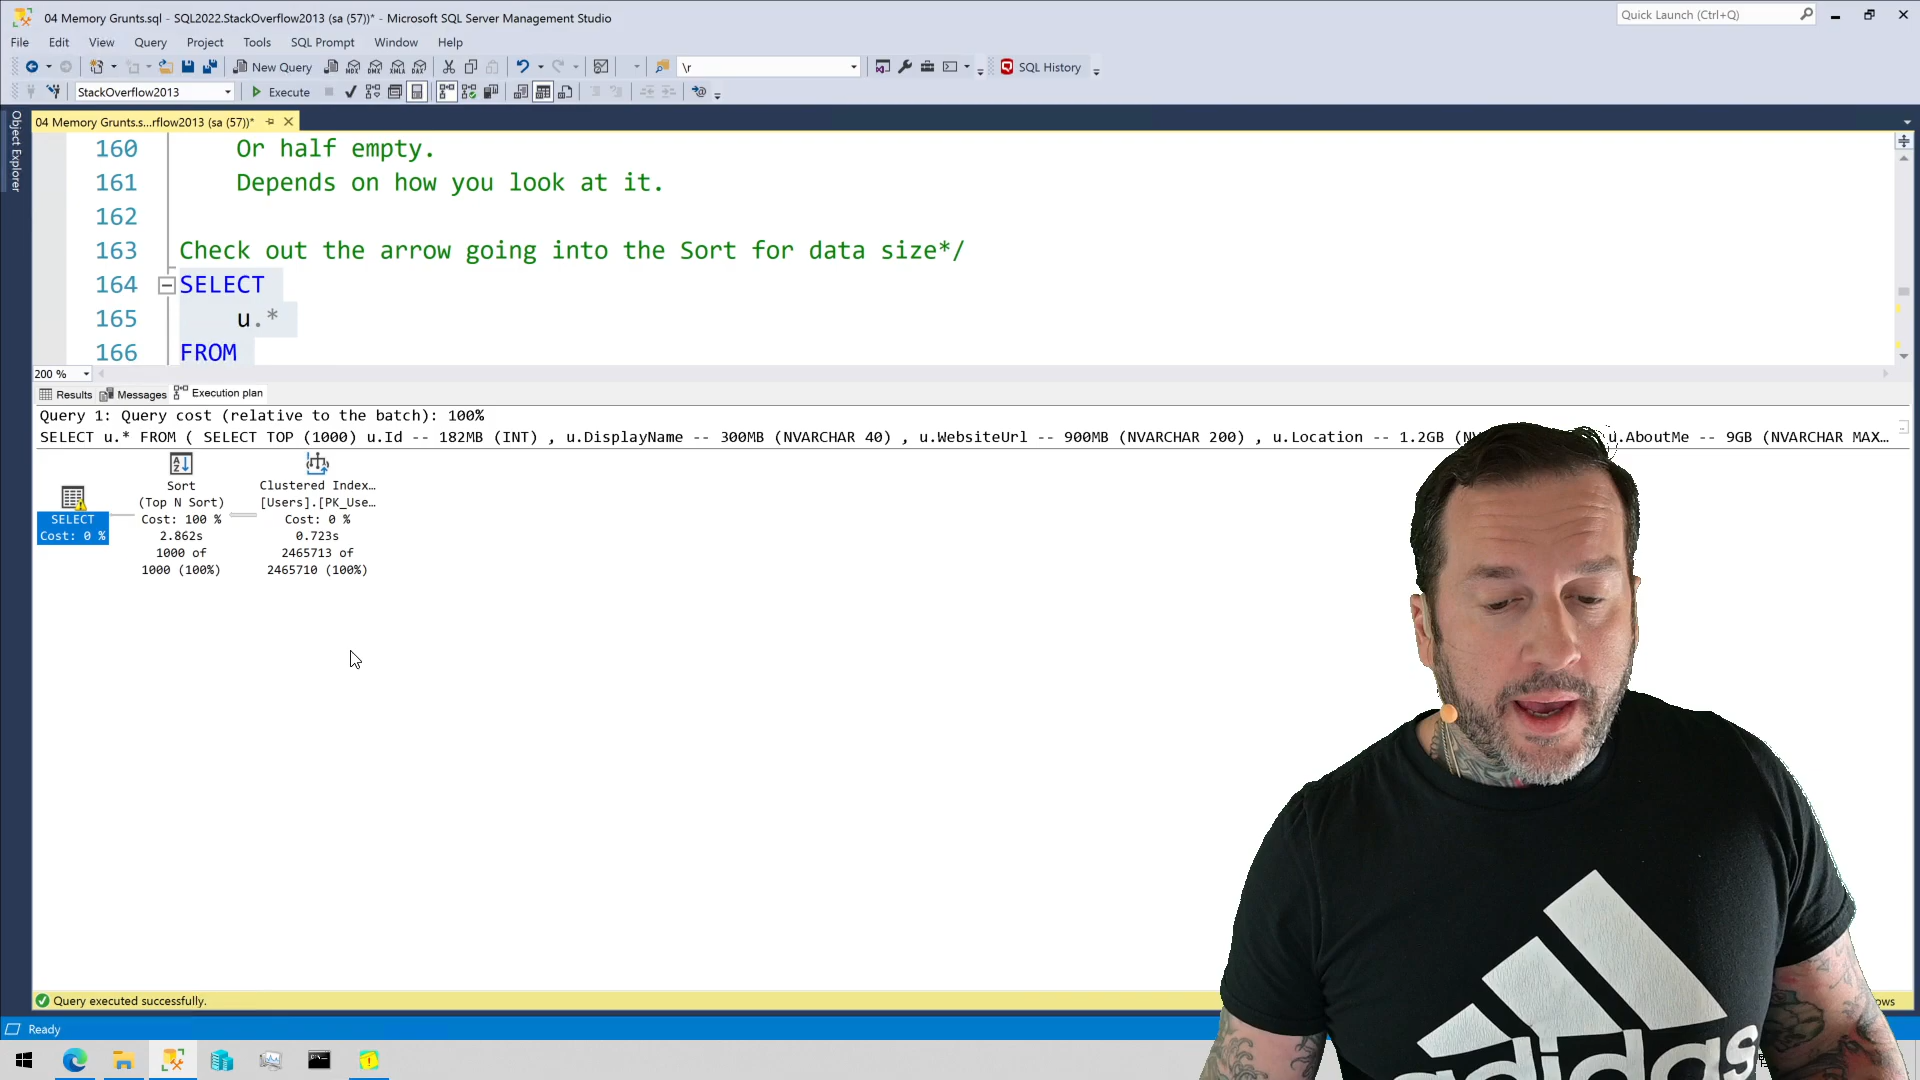 04 Memory Grunts.sql - SQL2022.StackOverflow2013 (sa (57))* - Microsoft SQL Server Management Studio
Quick Launch (Ctrl+Q)
File Edit View Query Project Tools SQL Prompt Window Help
New Query
\r
SQL History
StackOverflow2013
Execute
Object Explorer
04 Memory Grunts.s...rflow2013 (sa (57))*
160 Or half empty.
161 Depends on how you look at it.
162
163 Check out the arrow going into the Sort for data size*/
164 SELECT
165 u.*
166 FROM
200 %
Results Messages Execution plan
Query 1: Query cost (relative to the batch): 100%
SELECT u.* FROM ( SELECT TOP (1000) u.Id -- 182MB (INT) , u.DisplayName -- 300MB (NVARCHAR 40) , u.WebsiteUrl -- 900MB (NVARCHAR 200) , u.Location -- 1.2GB u.AboutMe -- 9GB (NVARCHAR MAX...
SELECT
Cost: 0 %
Sort
(Top N Sort)
Cost: 100 %
2.862s
1000 of
1000 (100%)
Clustered Index...
[Users].[PK_Use...
Cost: 0 %
0.723s
2465713 of
2465710 (100%)
Query executed successfully.
Ready
adidas